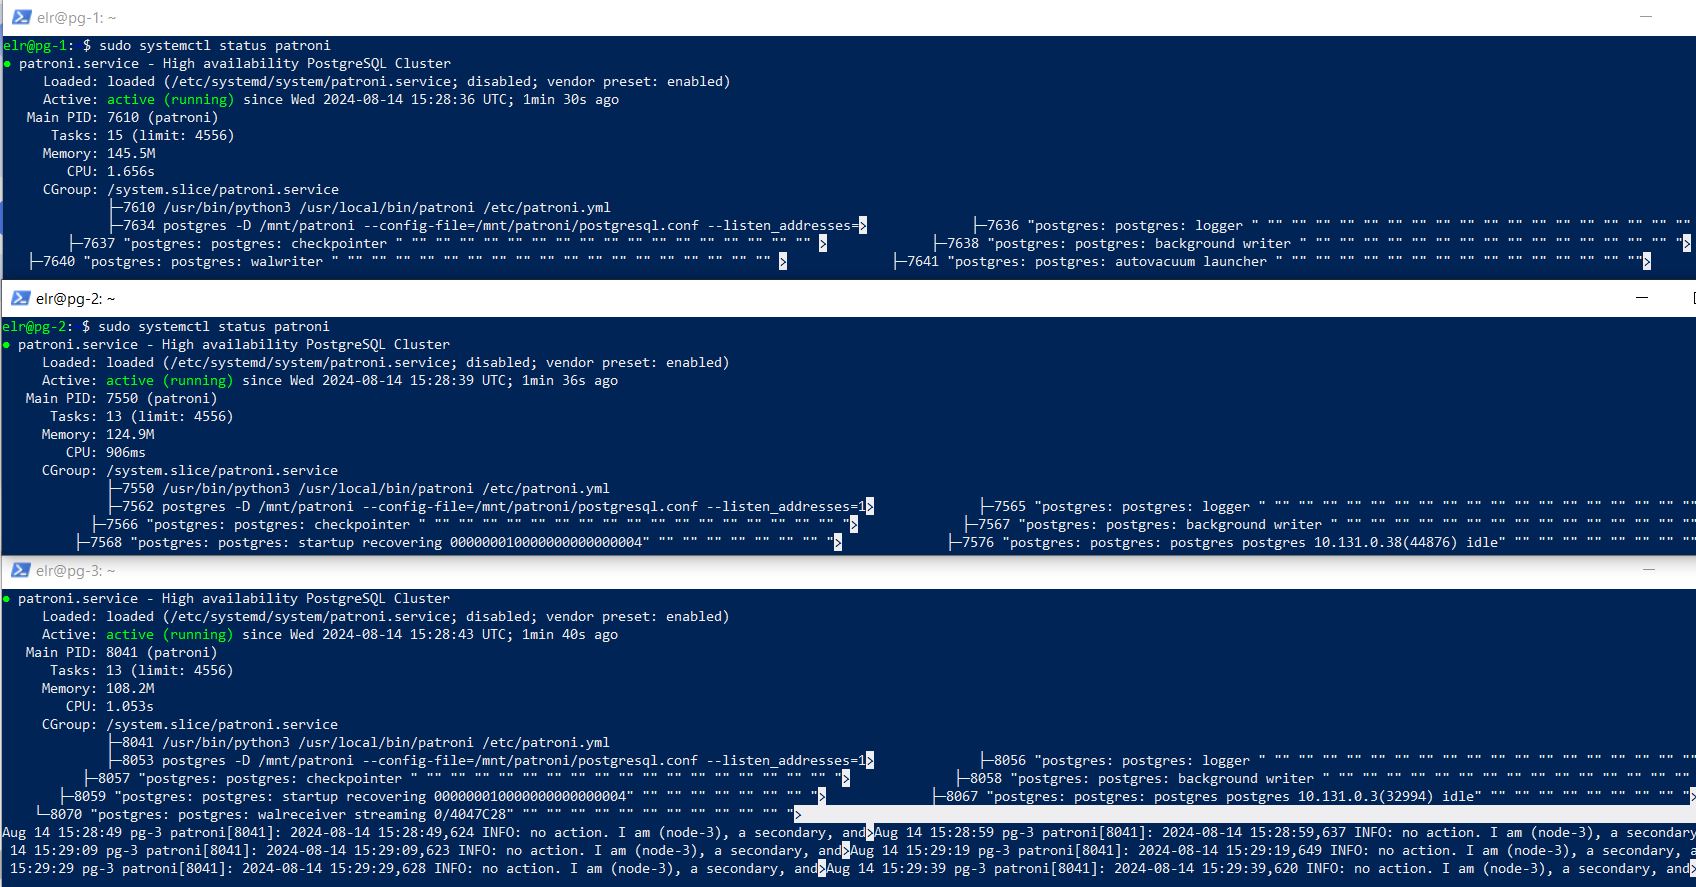 elr@pg-1: ~
elr@pg-1: $ sudo systemctl status patroni
● patroni.service - High availability PostgreSQL Cluster
Loaded: loaded (/etc/systemd/system/patroni.service; disabled; vendor preset: enabled)
Active: active (running) since Wed 2024-08-14 15:28:36 UTC; 1min 30s ago
Main PID: 7610 (patroni)
Tasks: 15 (limit: 4556)
Memory: 145.5M
CPU: 1.656s
CGroup: /system.slice/patroni.service
├─7610 /usr/bin/python3 /usr/local/bin/patroni /etc/patroni.yml
├─7634 postgres -D /mnt/patroni --config-file=/mnt/patroni/postgresql.conf --listen_addresses=> ├─7636 "postgres: postgres: logger " "" "" "" "" "" "" "" "" "" "" "" "" "" "" "" "" "" ""
├─7637 "postgres: postgres: checkpointer " "" "" "" "" "" "" "" "" "" "" "" "" "" "" "" "" " > ├─7638 "postgres: postgres: background writer " "" "" "" "" "" "" "" "" "" "" "" "" "" "" "" ">
├─7640 "postgres: postgres: walwriter " "" "" "" "" "" "" "" "" "" "" "" "" "" "" "" "" "" "" > ├─7641 "postgres: postgres: autovacuum launcher " "" "" "" "" "" "" "" "" "" "" "" "" "" "" "">
elr@pg-2: ~
elr@pg-2: $ sudo systemctl status patroni
● patroni.service - High availability PostgreSQL Cluster
Loaded: loaded (/etc/systemd/system/patroni.service; disabled; vendor preset: enabled)
Active: active (running) since Wed 2024-08-14 15:28:39 UTC; 1min 36s ago
Main PID: 7550 (patroni)
Tasks: 13 (limit: 4556)
Memory: 124.9M
CPU: 906ms
CGroup: /system.slice/patroni.service
├─7550 /usr/bin/python3 /usr/local/bin/patroni /etc/patroni.yml
├─7562 postgres -D /mnt/patroni --config-file=/mnt/patroni/postgresql.conf --listen_addresses=1> ├─7565 "postgres: postgres: logger " "" "" "" "" "" "" "" "" "" "" "" "" "" "" "" "" "" ""
├─7566 "postgres: postgres: checkpointer " "" "" "" "" "" "" "" "" "" "" "" "" "" "" "" "" "" "> ├─7567 "postgres: postgres: background writer " "" "" "" "" "" "" "" "" "" "" "" "" "" "" ""
├─7568 "postgres: postgres: startup recovering 000000010000000000000004" "" "" "" "" "" "" "" "> ├─7576 "postgres: postgres: postgres postgres 10.131.0.38(44876) idle" "" "" "" "" "" "" "" ""
elr@pg-3: ~
● patroni.service - High availability PostgreSQL Cluster
Loaded: loaded (/etc/systemd/system/patroni.service; disabled; vendor preset: enabled)
Active: active (running) since Wed 2024-08-14 15:28:43 UTC; 1min 40s ago
Main PID: 8041 (patroni)
Tasks: 13 (limit: 4556)
Memory: 108.2M
CPU: 1.053s
CGroup: /system.slice/patroni.service
├─8041 /usr/bin/python3 /usr/local/bin/patroni /etc/patroni.yml
├─8053 postgres -D /mnt/patroni --config-file=/mnt/patroni/postgresql.conf --listen_addresses=1> ├─8056 "postgres: postgres: logger " "" "" "" "" "" "" "" "" "" "" "" "" "" "" "" "" "" ""
├─8057 "postgres: postgres: checkpointer " "" "" "" "" "" "" "" "" "" "" "" "" "" "" "" "" "" "> ├─8058 "postgres: postgres: background writer " "" "" "" "" "" "" "" "" "" "" "" "" "" "" ""
├─8059 "postgres: postgres: startup recovering 000000010000000000000004" "" "" "" "" "" "" "" "> ├─8067 "postgres: postgres: postgres postgres 10.131.0.3(32994) idle" "" "" "" "" "" "" "" "" ">
└─8070 "postgres: postgres: walreceiver streaming 0/4047C28" "" "" "" "" "" "" "" "" "" "" "" ">
Aug 14 15:28:49 pg-3 patroni[8041]: 2024-08-14 15:28:49,624 INFO: no action. I am (node-3), a secondary, and>Aug 14 15:28:59 pg-3 patroni[8041]: 2024-08-14 15:28:59,637 INFO: no action. I am (node-3), a secondary
14 15:29:09 pg-3 patroni[8041]: 2024-08-14 15:29:09,623 INFO: no action. I am (node-3), a secondary, and>Aug 14 15:29:19 pg-3 patroni[8041]: 2024-08-14 15:29:19,649 INFO: no action. I am (node-3), a secondary, a
15:29:29 pg-3 patroni[8041]: 2024-08-14 15:29:29,628 INFO: no action. I am (node-3), a secondary, and>Aug 14 15:29:39 pg-3 patroni[8041]: 2024-08-14 15:29:39,620 INFO: no action. I am (node-3), a secondary, and>